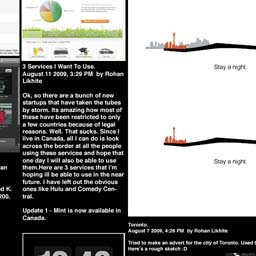 3 Services I Want To Use.
August 11 2009, 3:29 PM by Rohan
Likhite
Ok, so there are a bunch of new
startups that have taken the tubes
by storm. Its amazing how most of
these have been restricted to only
a few countries because of legal
reasons. Well. That sucks. Since I
live in Canada, all I can do is look
across the border at all the people
using these services and hope that
one day I will also be able to use
them.Here are 3 services that i'm
hoping ill be able to use in the near
future. I have left out the obvious
ones like Hulu and Comedy Cen-
tral.
Update 1 - Mint is now available in
Canada.
an
d K.
200.
Stay a night.
Stay a night.
Toronto.
August 7 2009, 4:26 PM by Rohan Likhite
Tried to make an advert for the city of Toronto. Used t
Here's a rough sketch :D